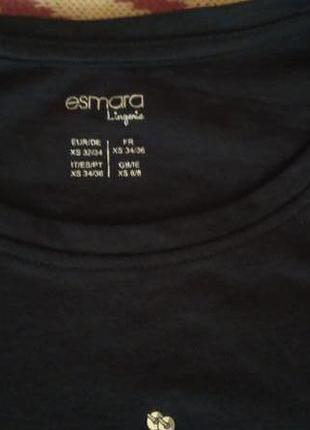 esmara
Lingerie
EUR/DE FR
XS 32/34 XS 34/36
IT/ES/PT GB/IE
XS 34/36 XS 6/8